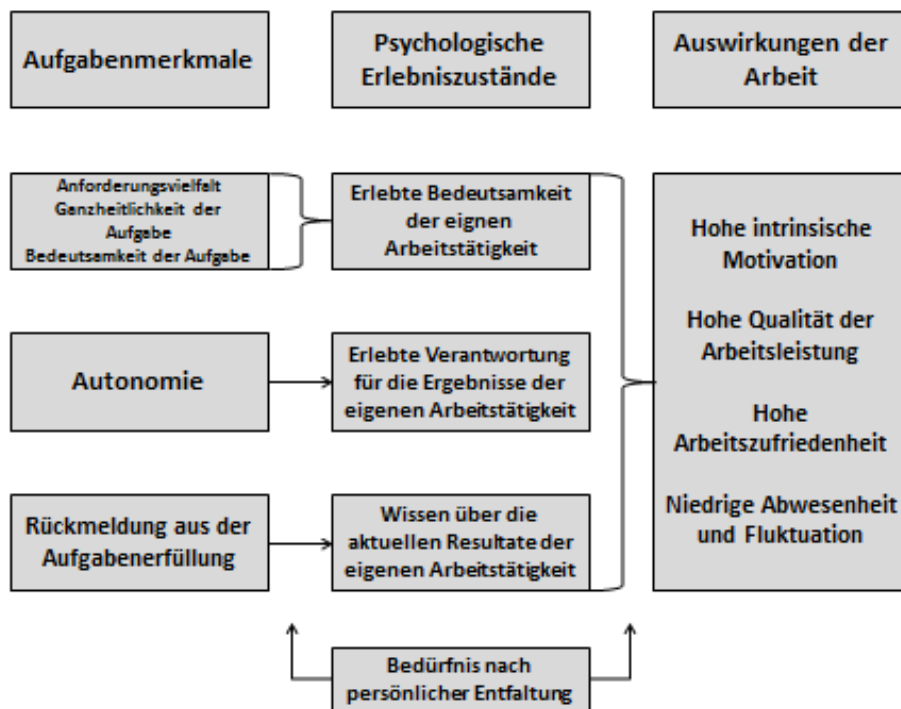 Aufgabenmerkmale
Psychologische
Erlebniszustände
Auswirkungen der
Arbeit
Anforderungsvielfalt
Ganzheitlichkeit der
Aufgabe
Bedeutsamkeit der Aufgabe
Erlebte Bedeutsamkeit
der eignen
Arbeitstätigkeit
Autonomie
Erlebte Verantwortung
für die Ergebnisse der
eigenen Arbeitstätigkeit
Rückmeldung aus der
Aufgabenerfüllung
Wissen über die
aktuellen Resultate der
eigenen Arbeitstätigkeit
Hohe intrinsische
Motivation
Hohe Qualität der
Arbeitsleistung
Hohe
Arbeitszufriedenheit
Niedrige Abwesenheit
und Fluktuation
Bedürfnis nach
persönlicher Entfaltung